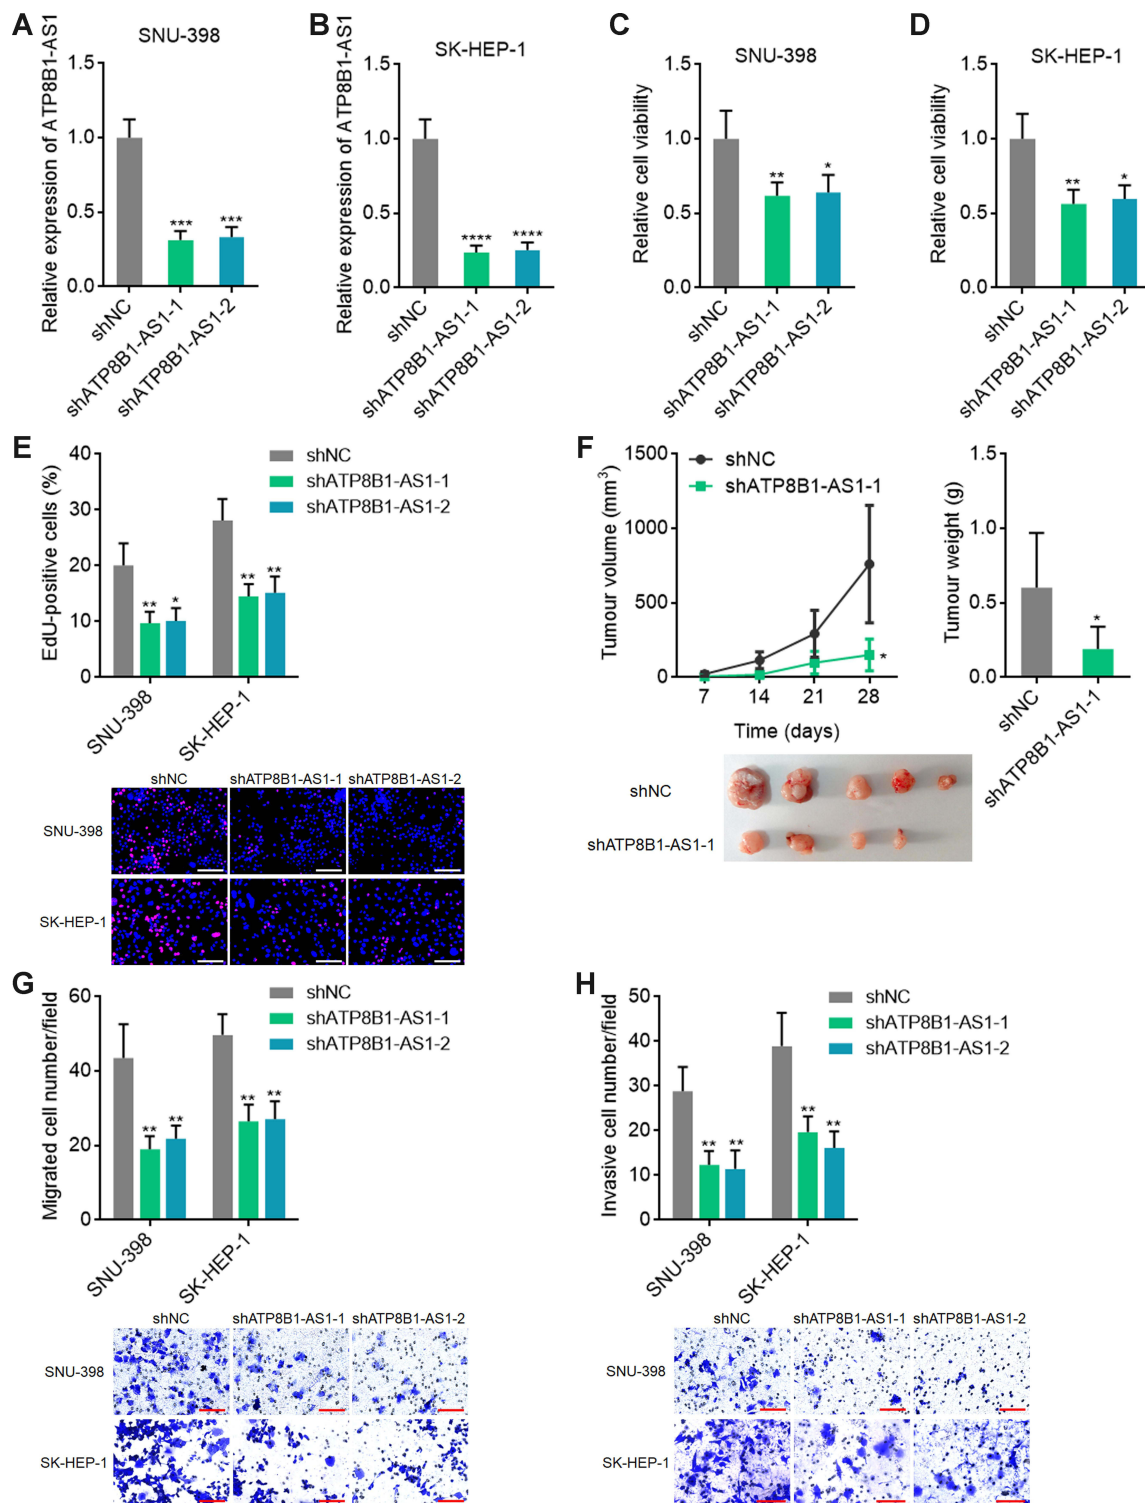 A
Relative expression of ATP8B1-AS1
SNU-398
1.5
1.0
0.5
0.0
***
***
shNC
shATP8B1-AS1-1
shATP8B1-AS1-2
B
Relative expression of ATP8B1-AS1
SK-HEP-1
1.5
1.0
0.5
0.0
****
****
shNC
shATP8B1-AS1-1
shATP8B1-AS1-2
C
Relative cell viability
SNU-398
1.5
1.0
0.5
0.0
**
*
shNC
shATP8B1-AS1-1
shATP8B1-AS1-2
D
Relative cell viability
SK-HEP-1
1.5
1.0
0.5
0.0
**
*
shNC
shATP8B1-AS1-1
shATP8B1-AS1-2
E
EdU-positive cells (%)
40
30
20
10
0
shNC
shATP8B1-AS1-1
shATP8B1-AS1-2
**
*
**
**
SNU-398
SK-HEP-1
shNC shATP8B1-AS1-1 shATP8B1-AS1-2
SNU-398
SK-HEP-1
F
Tumour volume (mm³)
1500
1000
500
0
shNC
shATP8B1-AS1-1
*
7 14 21 28
Time (days)
Tumour weight (g)
1.5
1.0
0.5
0.0
*
shNC
shATP8B1-AS1-1
shNC
shATP8B1-AS1-1
G
Migrated cell number/field
60
40
20
0
shNC
shATP8B1-AS1-1
shATP8B1-AS1-2
**
**
**
**
SNU-398
SK-HEP-1
shNC shATP8B1-AS1-1 shATP8B1-AS1-2
SNU-398
SK-HEP-1
H
Invasive cell number/field
50
40
30
20
10
0
shNC
shATP8B1-AS1-1
shATP8B1-AS1-2
**
**
**
**
SNU-398
SK-HEP-1
shNC shATP8B1-AS1-1 shATP8B1-AS1-2
SNU-398
SK-HEP-1